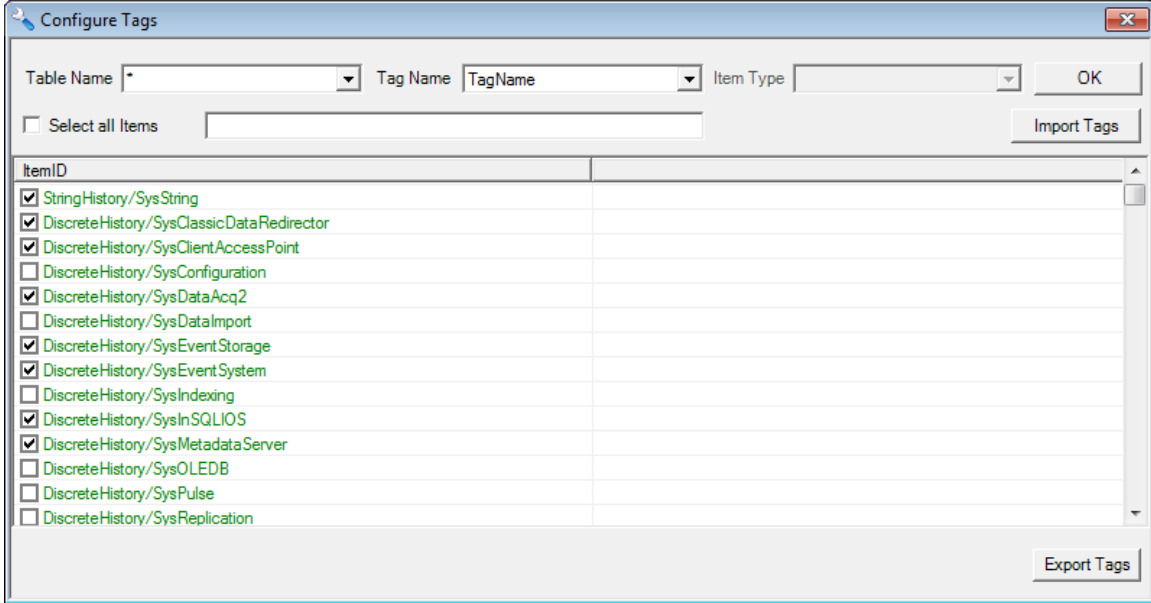 Configure Tags
Table Name * Tag Name TagName Item Type OK
Select all Items Import Tags
ItemID
StringHistory/SysString
DiscreteHistory/SysClassicDataRedirector
DiscreteHistory/SysClientAccessPoint
DiscreteHistory/SysConfiguration
DiscreteHistory/SysDataAcq2
DiscreteHistory/SysDataImport
DiscreteHistory/SysEventStorage
DiscreteHistory/SysEventSystem
DiscreteHistory/SysIndexing
DiscreteHistory/SysInSQLIOS
DiscreteHistory/SysMetadataServer
DiscreteHistory/SysOLEDB
DiscreteHistory/SysPulse
DiscreteHistory/SysReplication
Export Tags